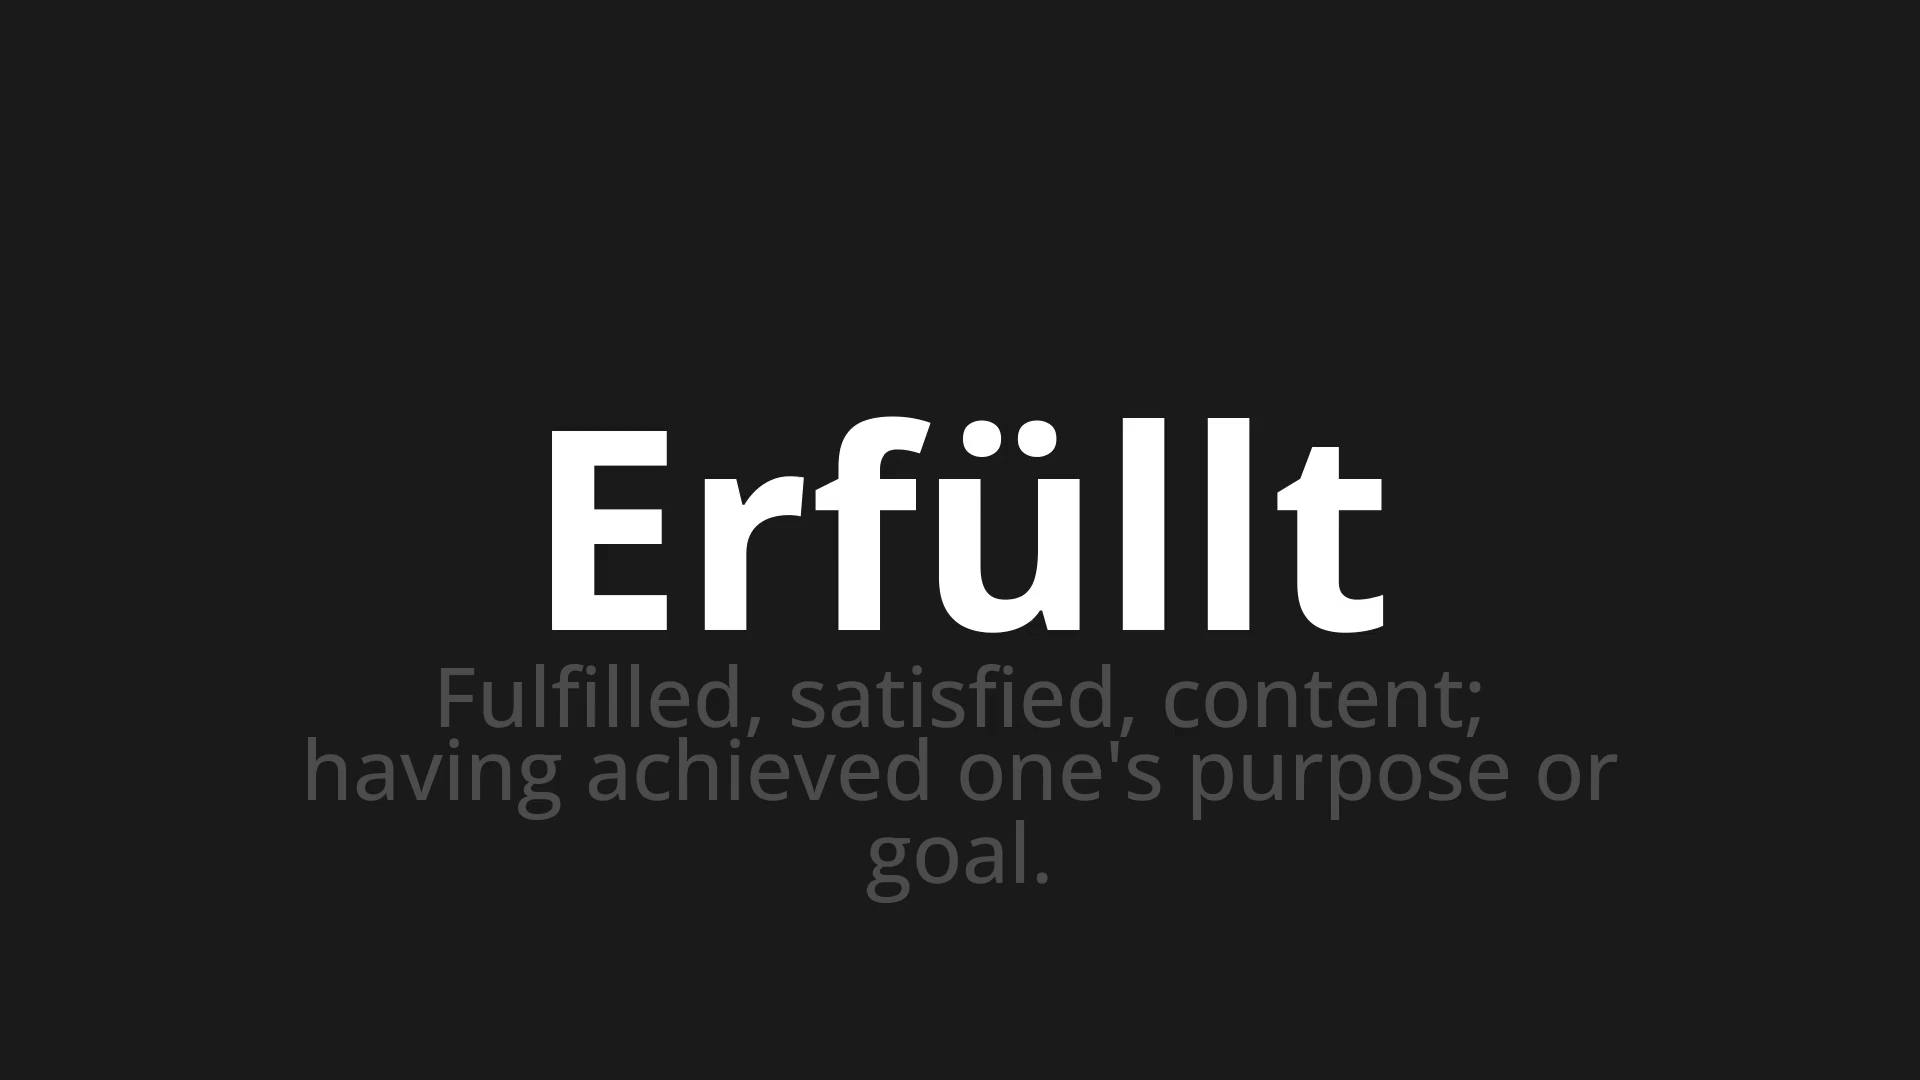 Erfüllt
Fulfilled, satisfied, content;
having achieved one's purpose or
goal.